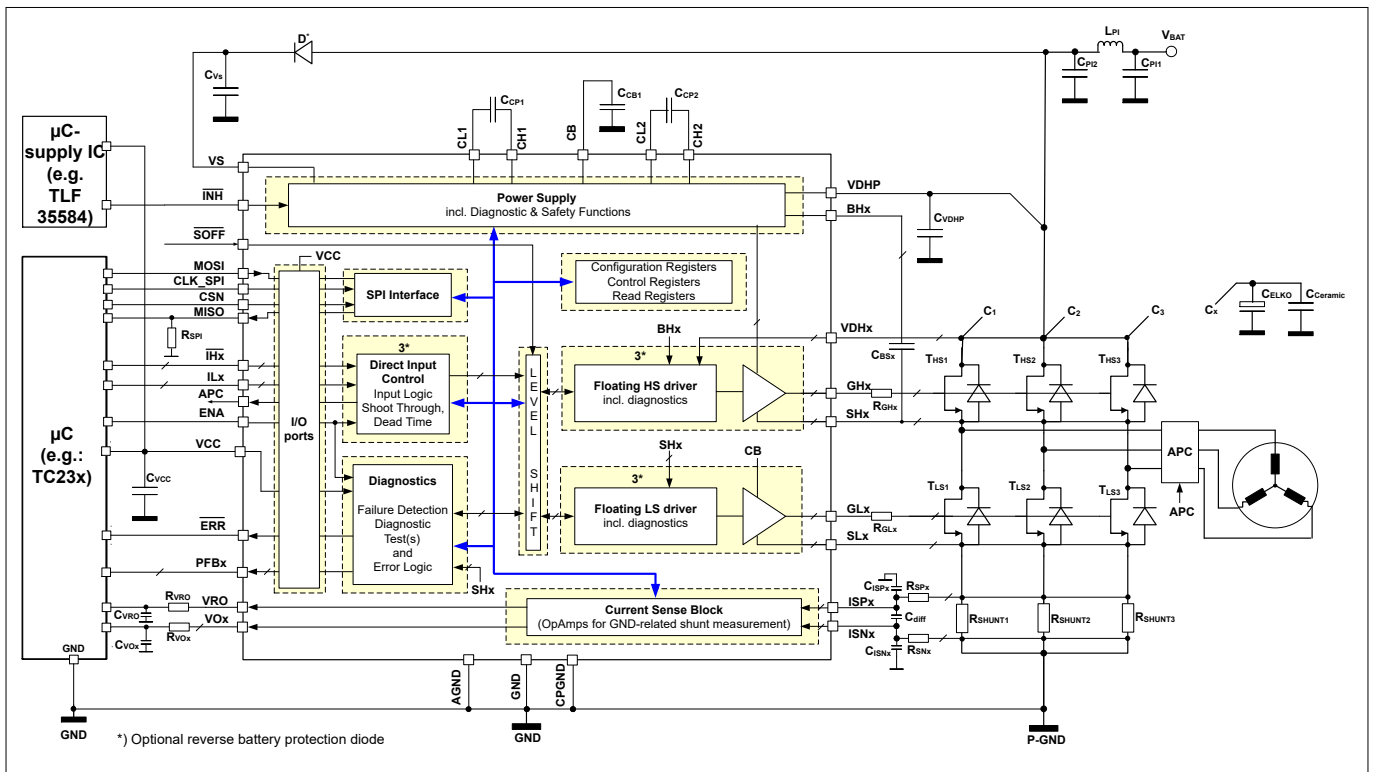 D*
LPI
VBAT
CVs
CPI2
CPI1
CCP1
CCB1
CCP2
CL1
CH1
CB
CL2
CH2
µC-
supply IC
(e.g.
TLF
35584)
VS
INH
SOFF
Power Supply
incl. Diagnostic & Safety Functions
VDHP
BHx
CVDHP
µC
(e.g.:
TC23x)
MOSI
CLK_SPI
CSN
MISO
RSPI
IHx
ILx
APC
ENA
VCC
CVCC
ERR
PFBx
VRO
VOx
RVRO
CVRO
RVOx
CVOx
GND
VCC
I/O
ports
SPI Interface
Configuration Registers
Control Registers
Read Registers
3*
Direct Input
Control
Input Logic
Shoot Through,
Dead Time
Diagnostics
Failure Detection
Diagnostic
Test(s)
and
Error Logic
SHx
L
E
V
E
L
S
H
I
F
T
BHx
3*
Floating HS driver
incl. diagnostics
SHx
CB
3*
Floating LS driver
incl. diagnostics
Current Sense Block
(OpAmps for GND-related shunt measurement)
VDHx
CBSx
GHx
RGHx
SHx
GLx
RGLx
SLx
ISPx
ISNx
CISPx
RSPx
Cdiff
CISNx
RSNx
C1
C2
C3
Cx
CELKO
CCeramic
THS1
THS2
THS3
TLS1
TLS2
TLS3
APC
APC
RSHUNT1
RSHUNT2
RSHUNT3
AGND
GND
CPGND
GND
GND
P-GND
*) Optional reverse battery protection diode